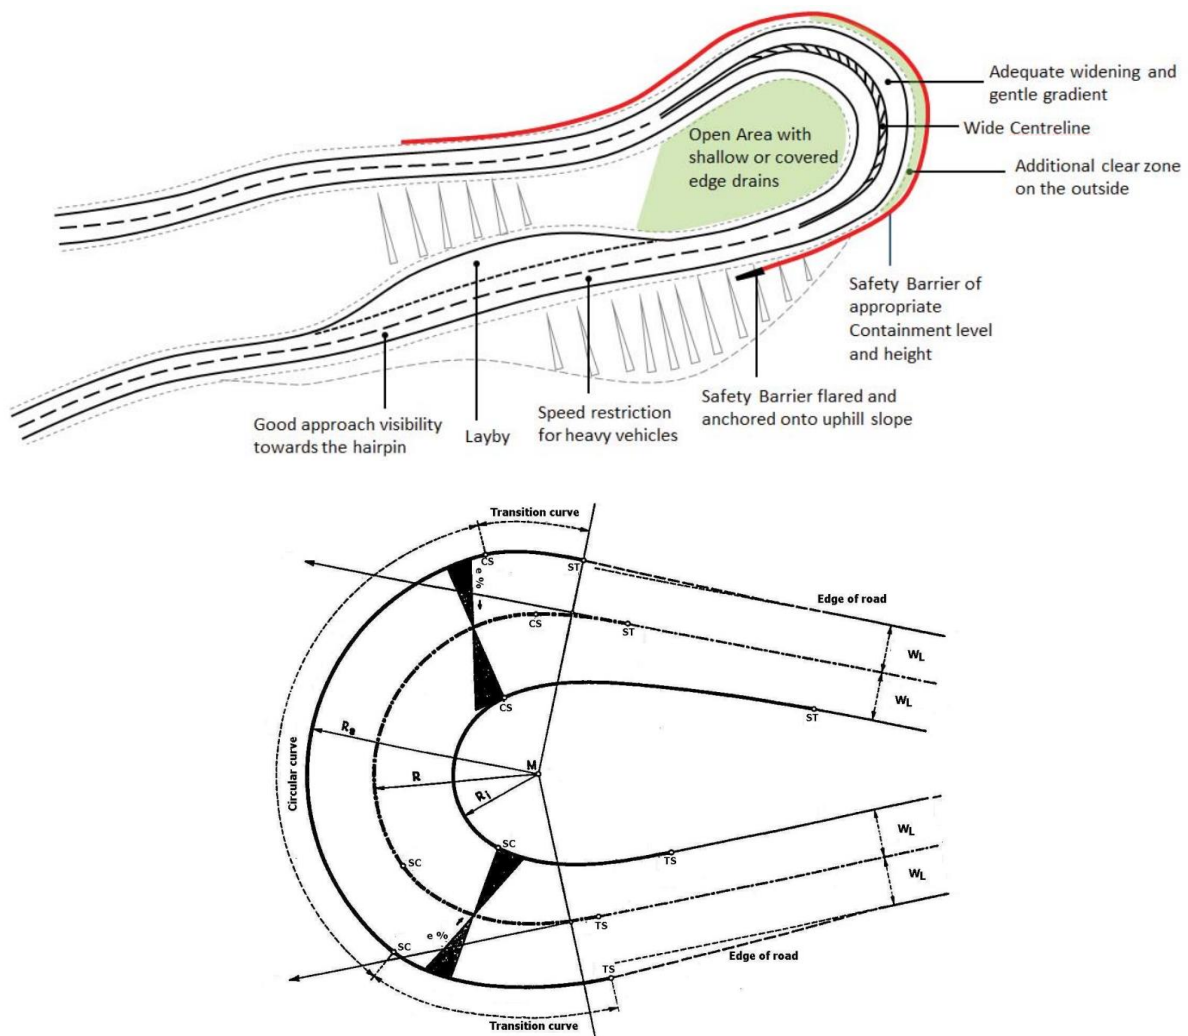 Adequate widening and
gentle gradient
Wide Centreline
Open Area with
shallow or covered
edge drains
Additional clear zone
on the outside
Safety Barrier of
appropriate
Containment level
and height
Safety Barrier flared and
anchored onto uphill slope
Speed restriction
for heavy vehicles
Layby
Good approach visibility
towards the hairpin
Transition curve
CS
ST
e %
Edge of road
CS
ST
WL
WL
CS
ST
Ra
M
R
Ri
Circular curve
SC
SC
TS
WL
WL
TS
e %
SC
TS
Edge of road
Transition curve